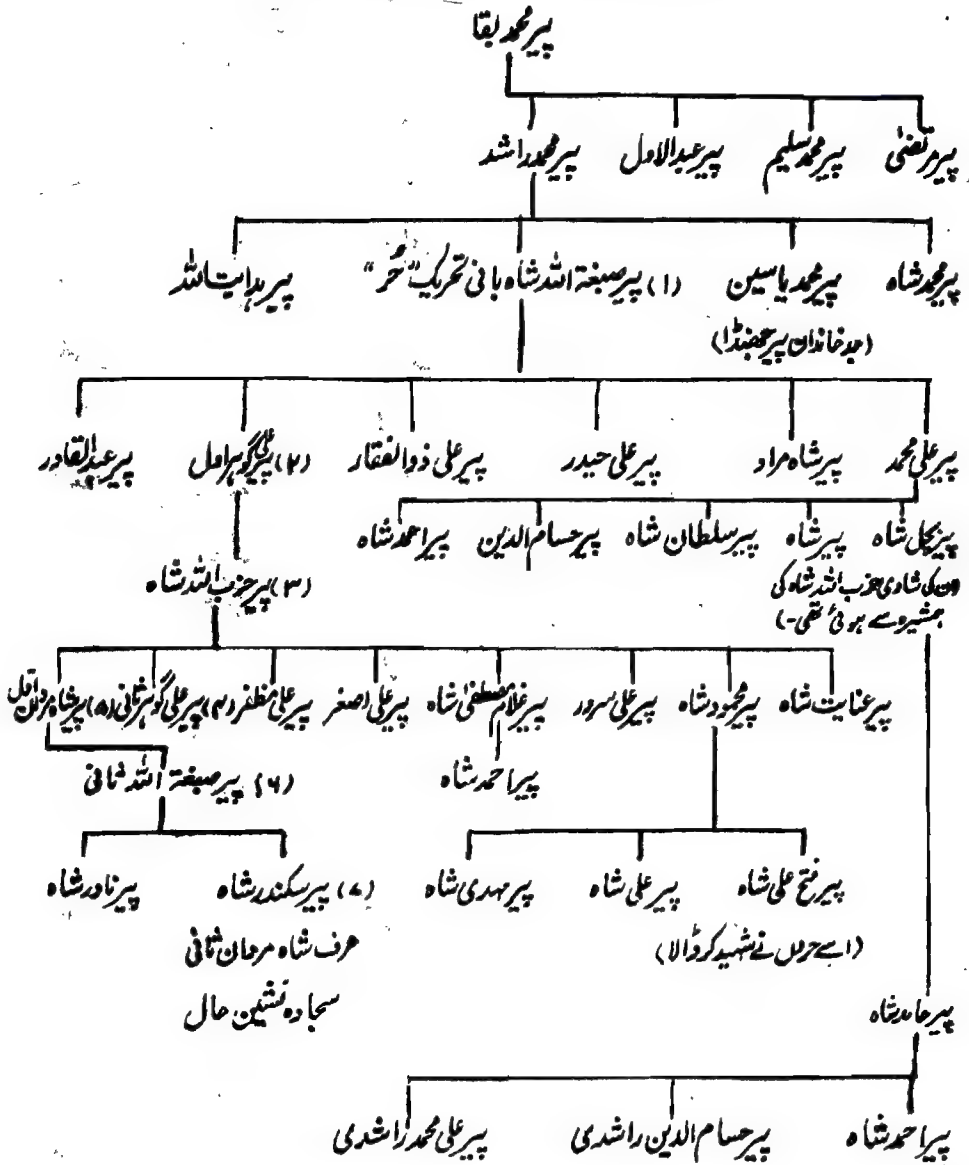 پیر محمد بقا
پیر مرتضیٰ پیر محمد سلیم پیر عبدالاول پیر محمد راشد
پیر محمد شاہ پیر محمد یاسین (۱) پیر صبغۃ اللہ شاہ بانی تحریک "حُر" پیر ہدایت اللہ
(جد خاندان پیر جھنڈا)
پیر علی محمد پیر شاہ مراد پیر علی حیدر پیر علی ذوالفقار (۲) پیر علی گوہر اول پیر عبدالقادر
پیر بچل شاہ پیر شاہ پیر سلطان شاہ پیر حسام الدین پیر احمد شاہ
(ان کی شادی حزب اللہ شاہ کی
ہمشیرہ سے ہوئی تھی۔)
(۳) پیر حزب اللہ شاہ
پیر عنایت شاہ پیر محمود شاہ پیر علی سرور پیر غلام مصطفیٰ شاہ پیر علی اصغر پیر علی مظفر (۴) پیر علی گوہر ثانی (۵) پیر شاہ مردان اول
پیر احمد شاہ
(۶) پیر صبغۃ اللہ ثانی
پیر فتح علی شاہ پیر علی شاہ پیر مہدی شاہ (۷) پیر سکندر شاہ پیر نادر شاہ
(اسے حروں نے شہید کر ڈالا)
عرف شاہ مردان ثانی
سجادہ نشین حال
پیر حامد شاہ
پیر احمد شاہ پیر حسام الدین راشدی پیر علی محمد راشدی